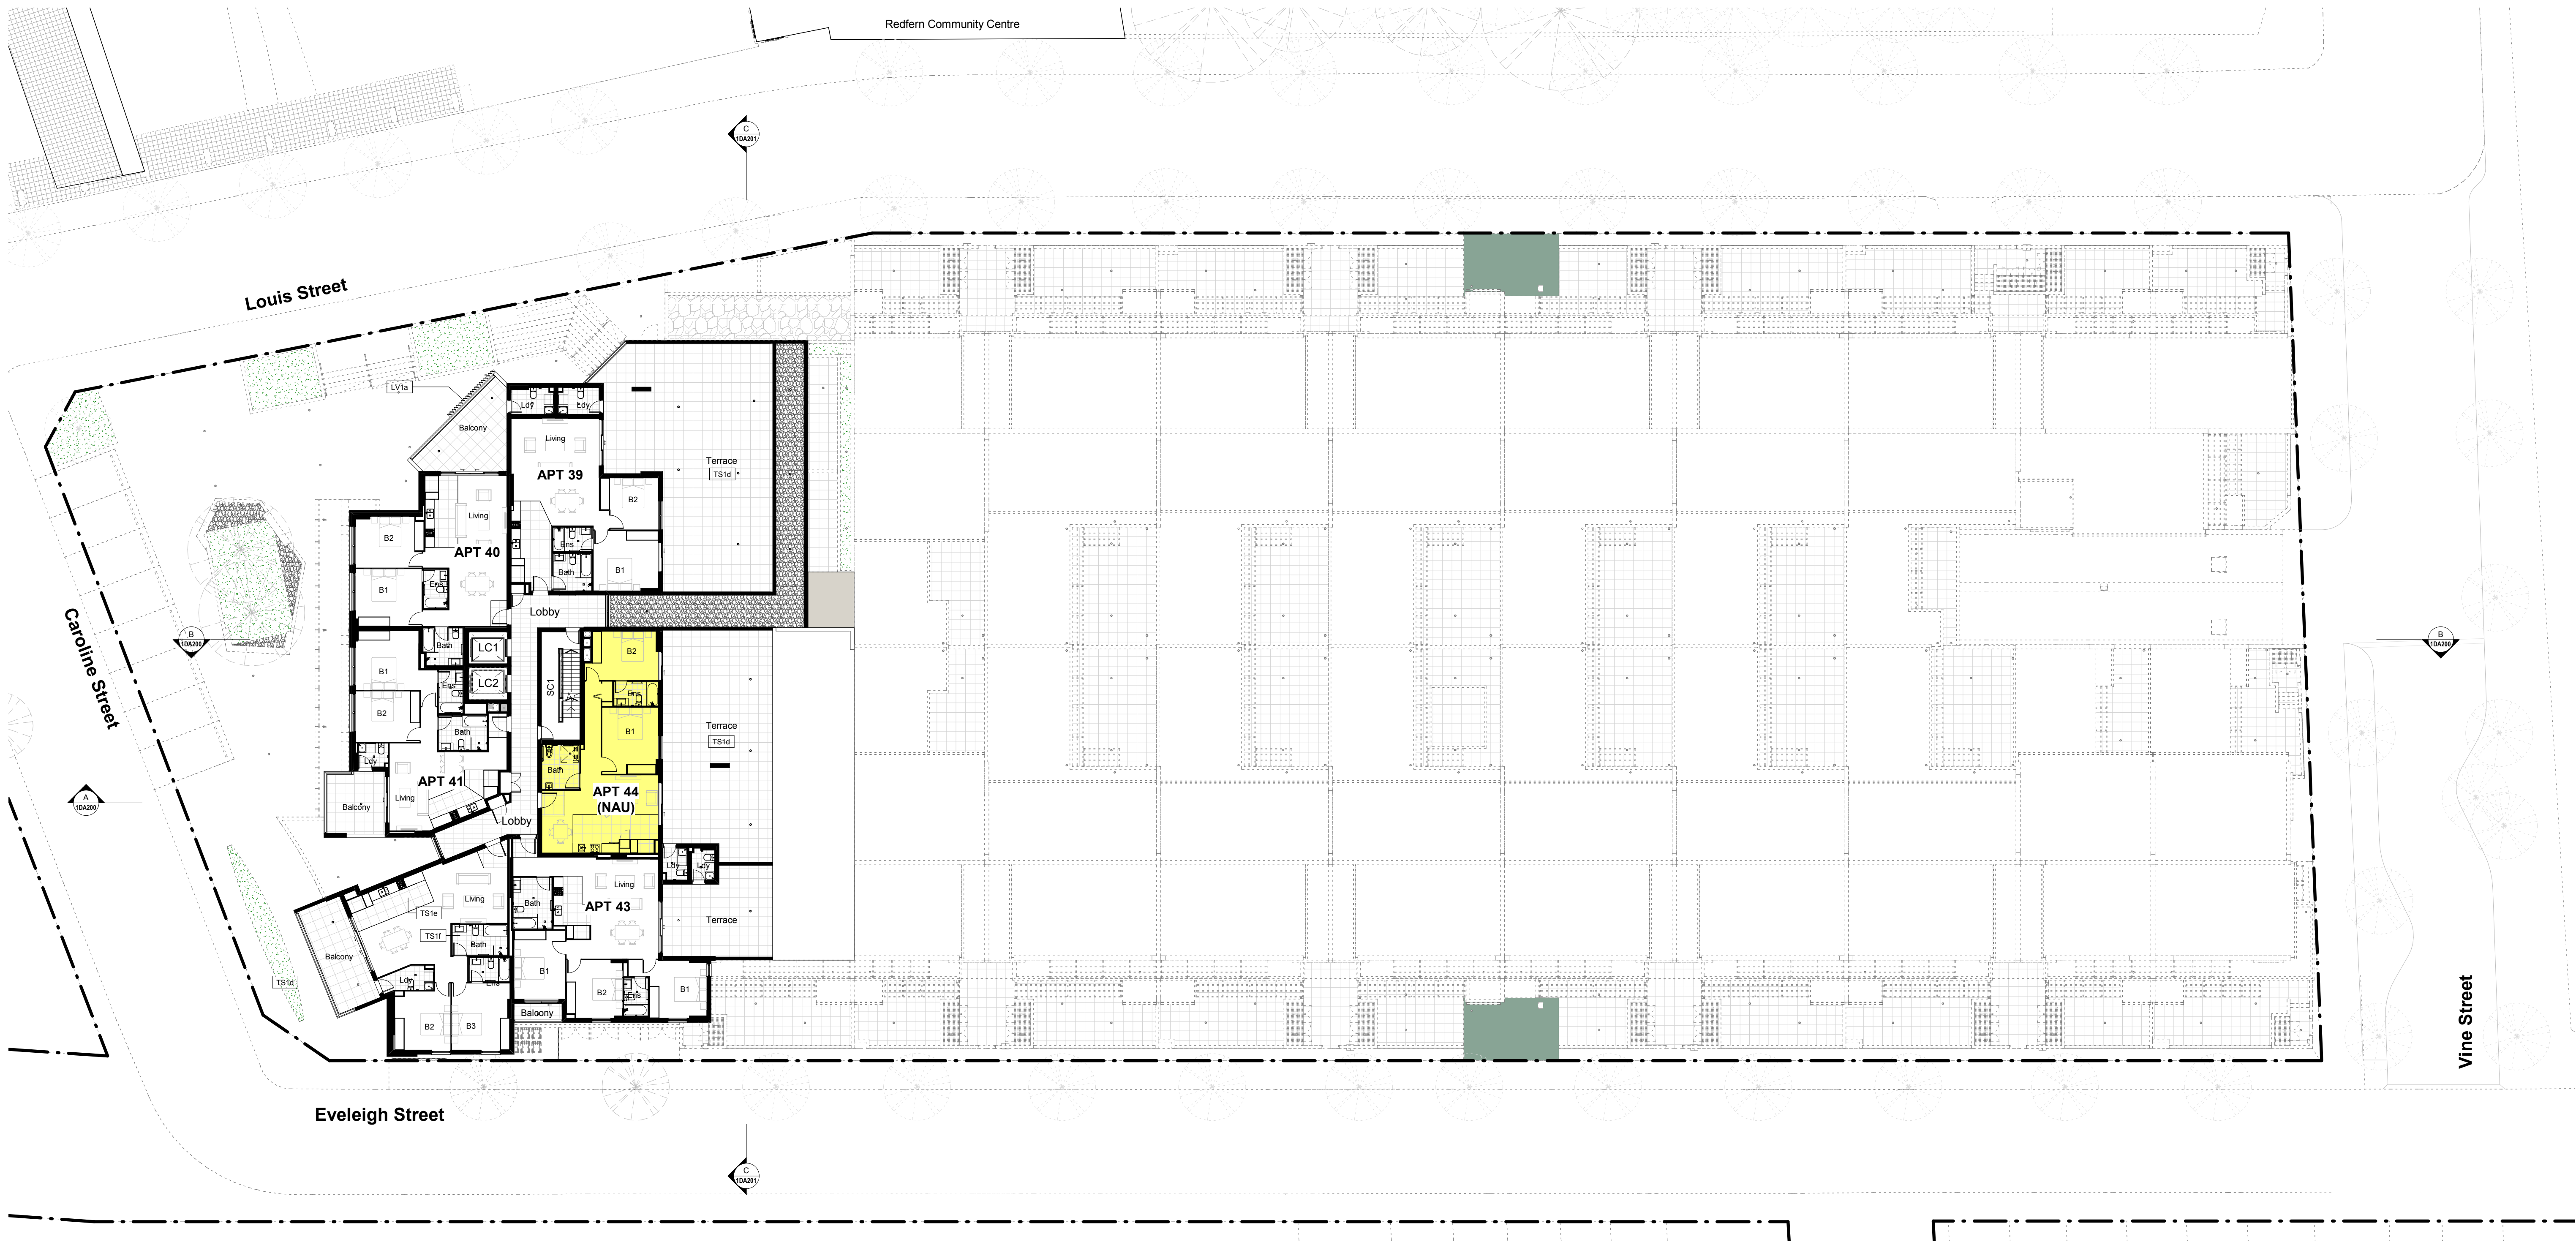 Redfern Community Centre
C
1DA201
Louis Street
LV1a
Ldy
Ldy
Balcony
Living
APT 39
Terrace
TS1d
B2
Living
B2
APT 40
Ens
Bath
B1
Ens
B1
Lobby
Caroline Street
B
1DA200
Bath
LC1
B2
B
1DA200
B1
Ens
LC2
SC1
Ens
B2
B1
Terrace
TS1d
Bath
Ldy
Bath
APT 41
APT 44
(NAU)
Living
Balcony
A
1DA200
Lobby
Ldy
Ldy
Living
Living
Bath
APT 43
TS1e
Terrace
TS1f
Bath
Balcony
B1
Ldy
Ens
TS1d
B2
Ens
B1
Balcony
B2
B3
Vine Street
Eveleigh Street
C
1DA201